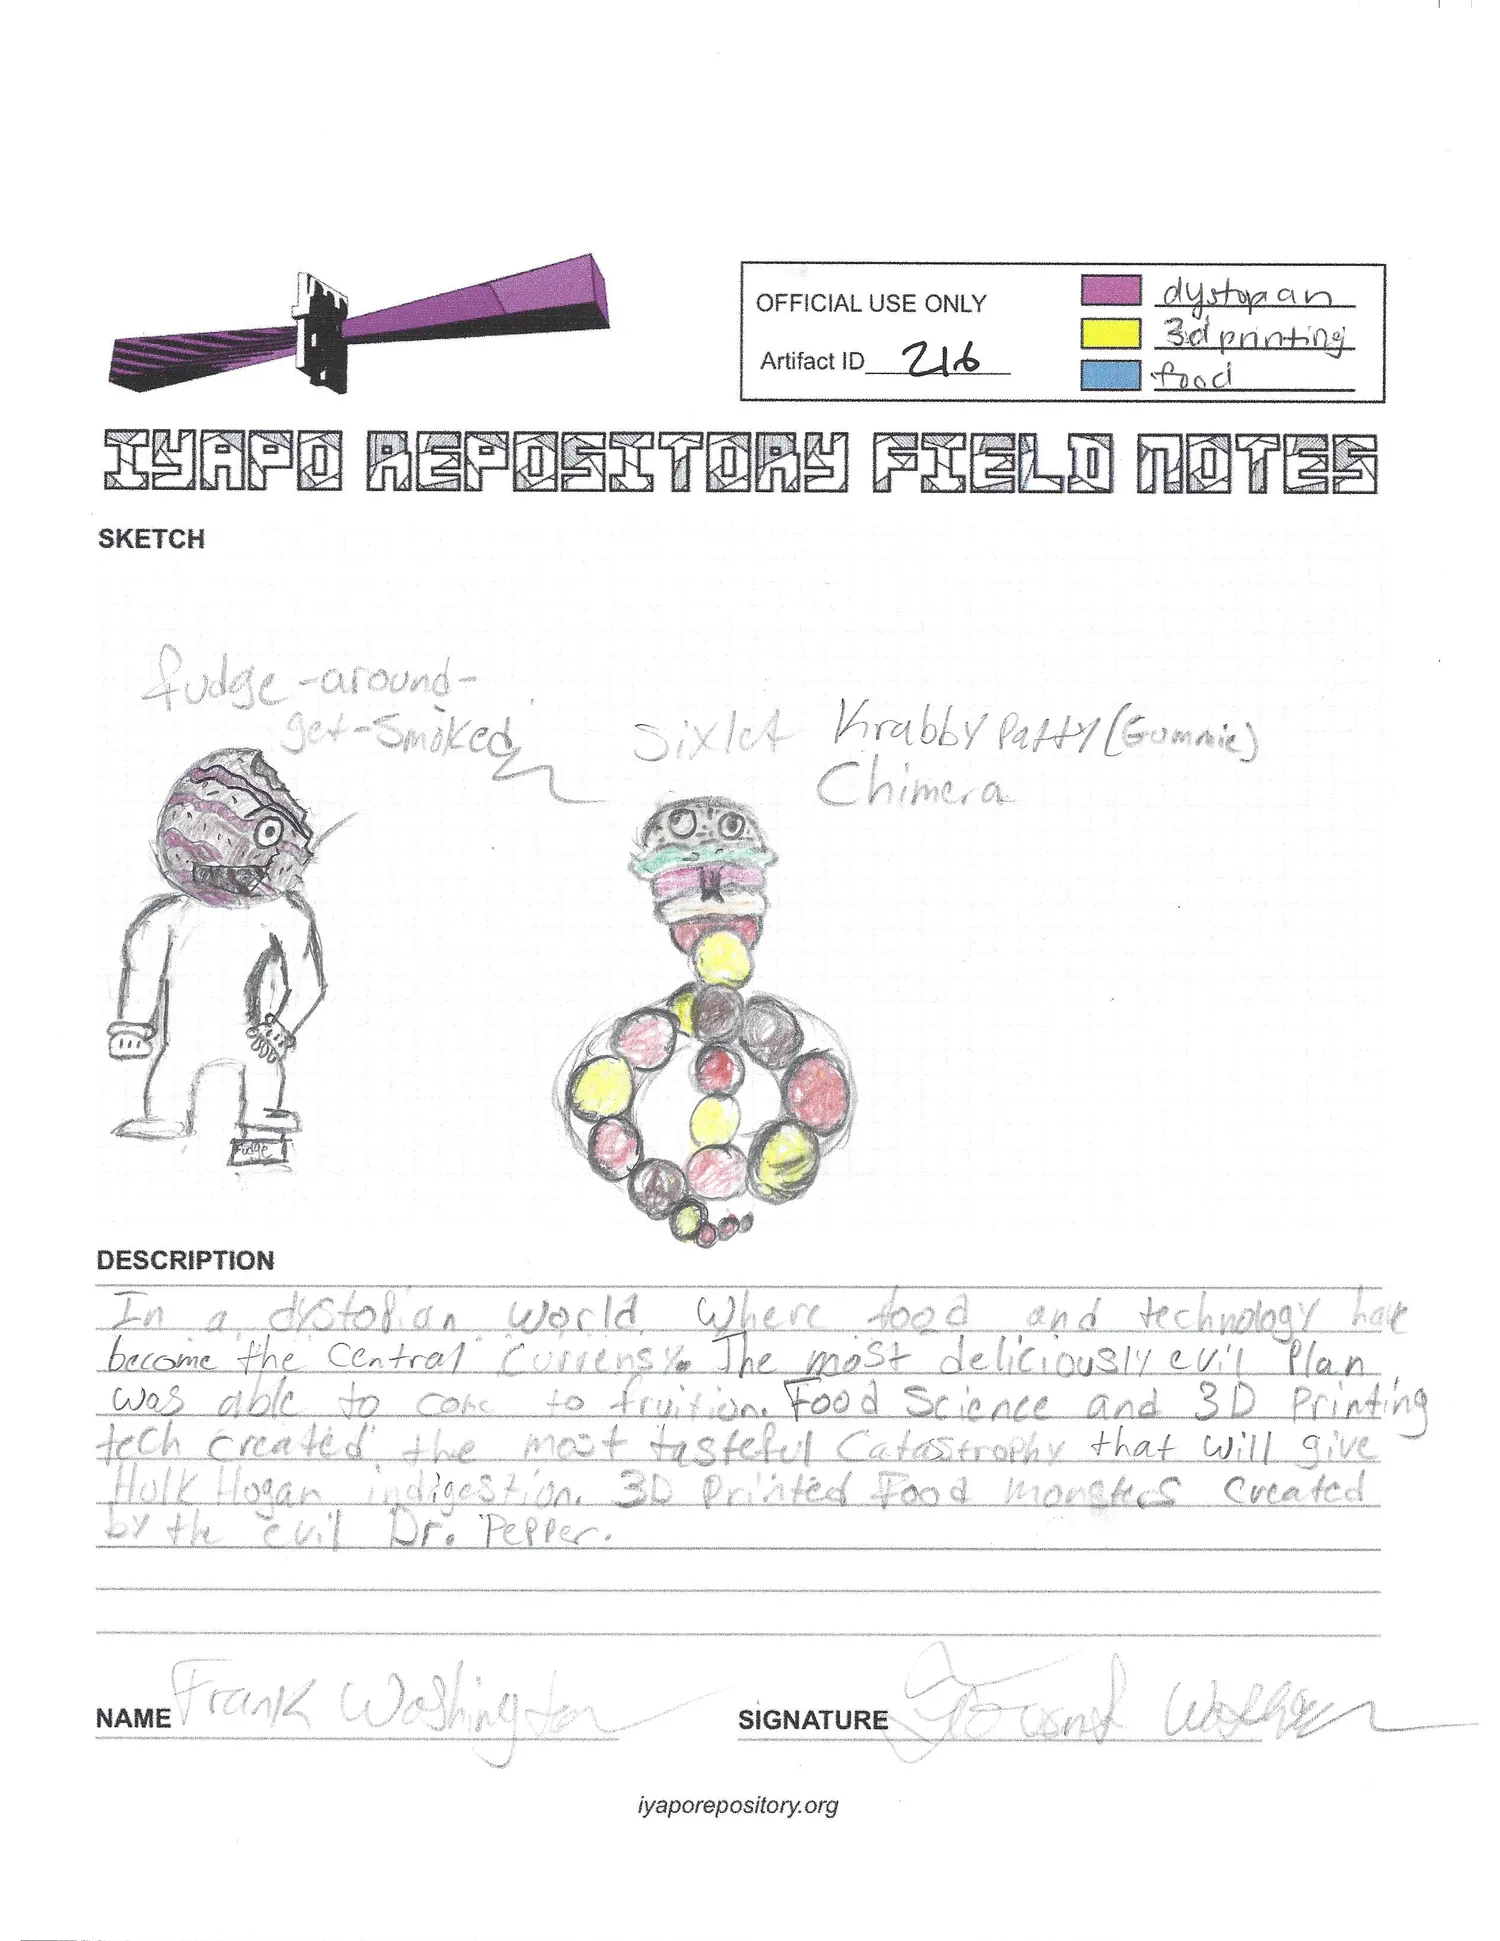 OFFICIAL USE ONLY
Artifact ID 216
dystopan
3d printing
food
IYAPO REPOSITORY FIELD NOTES
SKETCH
fudge-around-
get-smoked
Sixlet Krabby Patty (Gummie)
Chimera
Fudge
DESCRIPTION
In a dystopian world where food and technology have
become the central currensy. The most deliciously evil Plan
was able to come to fruition. Food Science and 3D Printing
tech created the most tasteful Catastrophy that will give
Hulk Hogan indigestion. 3D Printed Food monsters created
by the evil Dr. Pepper.
NAME Frank Washington
SIGNATURE
iyaporepository.org